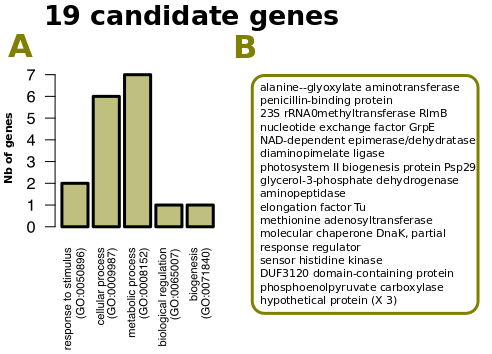 19 candidate genes
A
B
Nb of genes
7
6
5
4
3
2
1
0
response to stimulus
(GO:0050896)
cellular process
(GO:0009987)
metabolic process
(GO:0008152)
biological regulation
(GO:0065007)
biogenesis
(GO:0071840)
alanine--glyoxylate aminotransferase
penicillin-binding protein
23S rRNA0methyltransferase RlmB
nucleotide exchange factor GrpE
NAD-dependent epimerase/dehydratase
diaminopimelate ligase
photosystem II biogenesis protein Psp29
glycerol-3-phosphate dehydrogenase
aminopeptidase
elongation factor Tu
methionine adenosyltransferase
molecular chaperone DnaK, partial
response regulator
sensor histidine kinase
DUF3120 domain-containing protein
phosphoenolpyruvate carboxylase
hypothetical protein (X 3)